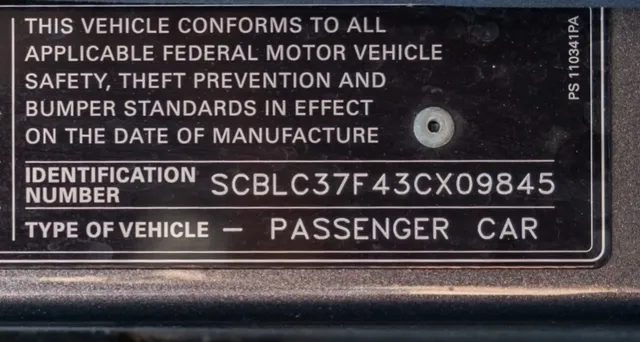 THIS VEHICLE CONFORMS TO ALL
APPLICABLE FEDERAL MOTOR VEHICLE
SAFETY, THEFT PREVENTION AND
BUMPER STANDARDS IN EFFECT
ON THE DATE OF MANUFACTURE
IDENTIFICATION
NUMBER
SCBLC37F43CX09845
TYPE OF VEHICLE – PASSENGER CAR
PS 110341PA